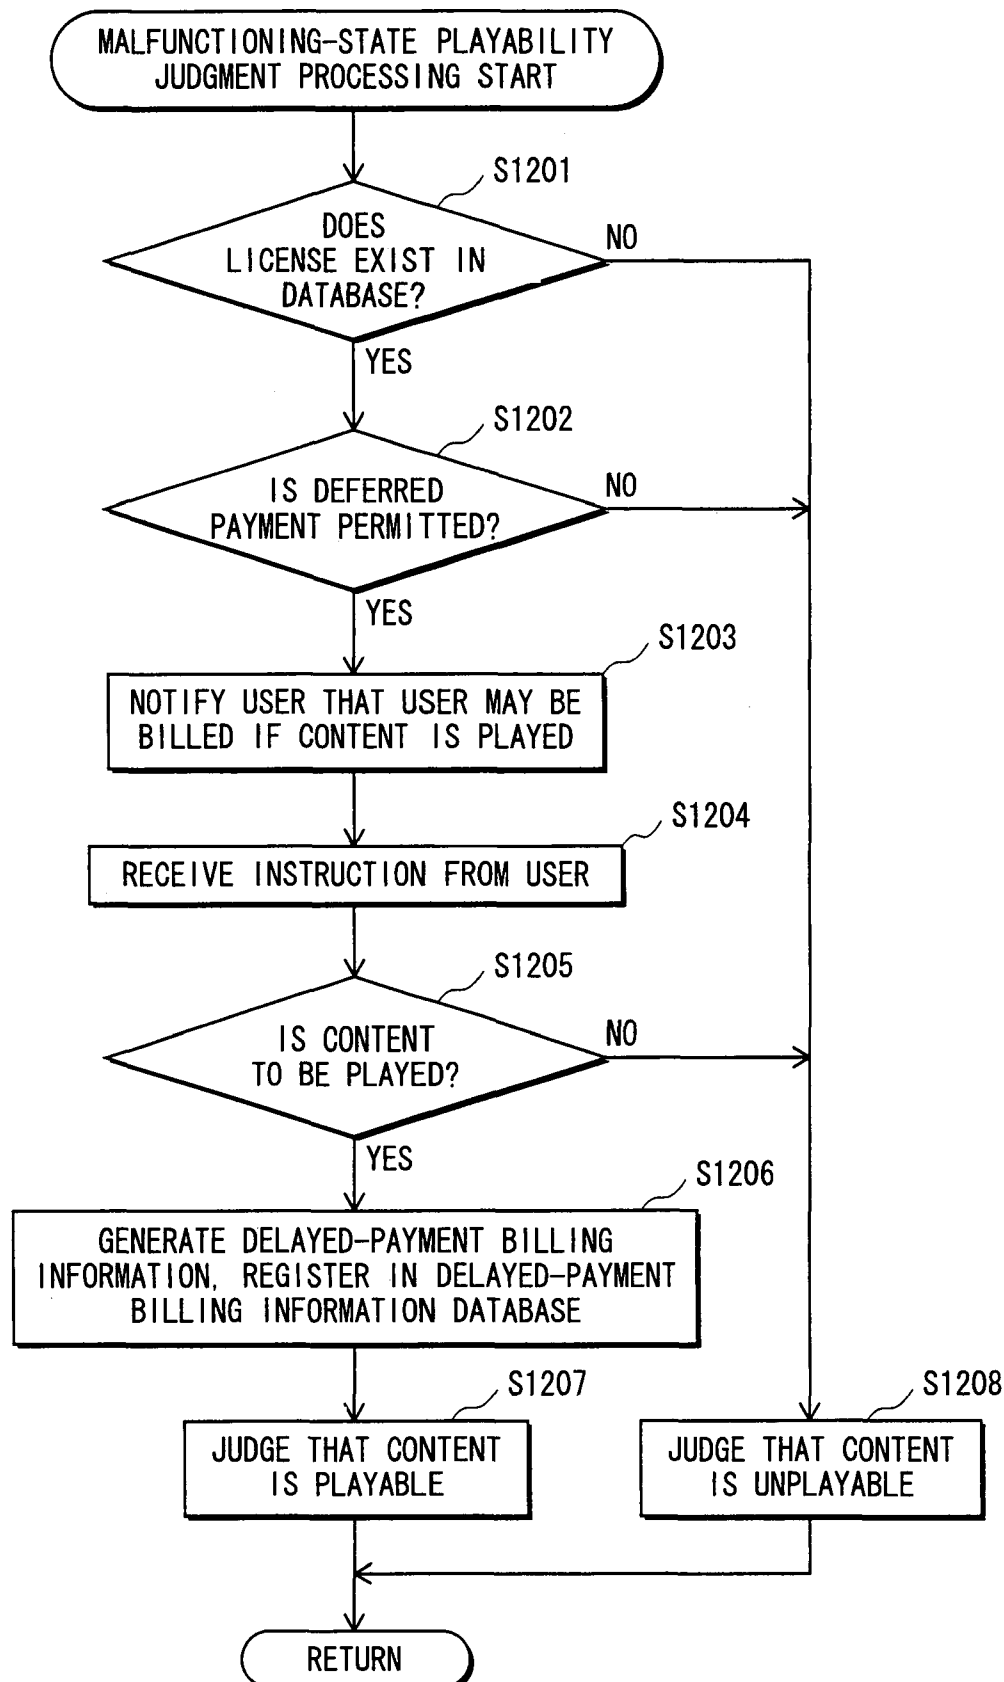 MALFUNCTIONING-STATE PLAYABILITY
JUDGMENT PROCESSING START
S1201
DOES
LICENSE EXIST IN
DATABASE?
NO
YES
S1202
IS DEFERRED
PAYMENT PERMITTED?
NO
YES
S1203
NOTIFY USER THAT USER MAY BE
BILLED IF CONTENT IS PLAYED
S1204
RECEIVE INSTRUCTION FROM USER
S1205
IS CONTENT
TO BE PLAYED?
NO
YES
S1206
GENERATE DELAYED-PAYMENT BILLING
INFORMATION, REGISTER IN DELAYED-PAYMENT
BILLING INFORMATION DATABASE
S1207
JUDGE THAT CONTENT
IS PLAYABLE
S1208
JUDGE THAT CONTENT
IS UNPLAYABLE
RETURN